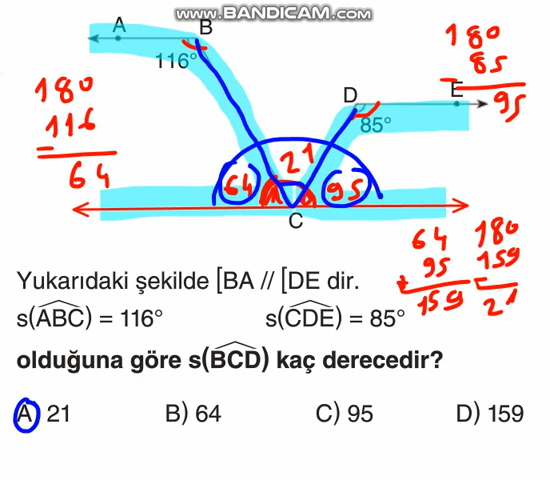 www.BANDICAM.com
A B
116°
180
116
-
64
D E
85°
180
85
-
95
64 21 95
C
64
95
+
159
180
159
-
21
Yukarıdaki şekilde [BA // [DE dir.
s(ABC) = 116° s(CDE) = 85°
olduğuna göre s(BCD) kaç derecedir?
A) 21 B) 64 C) 95 D) 159